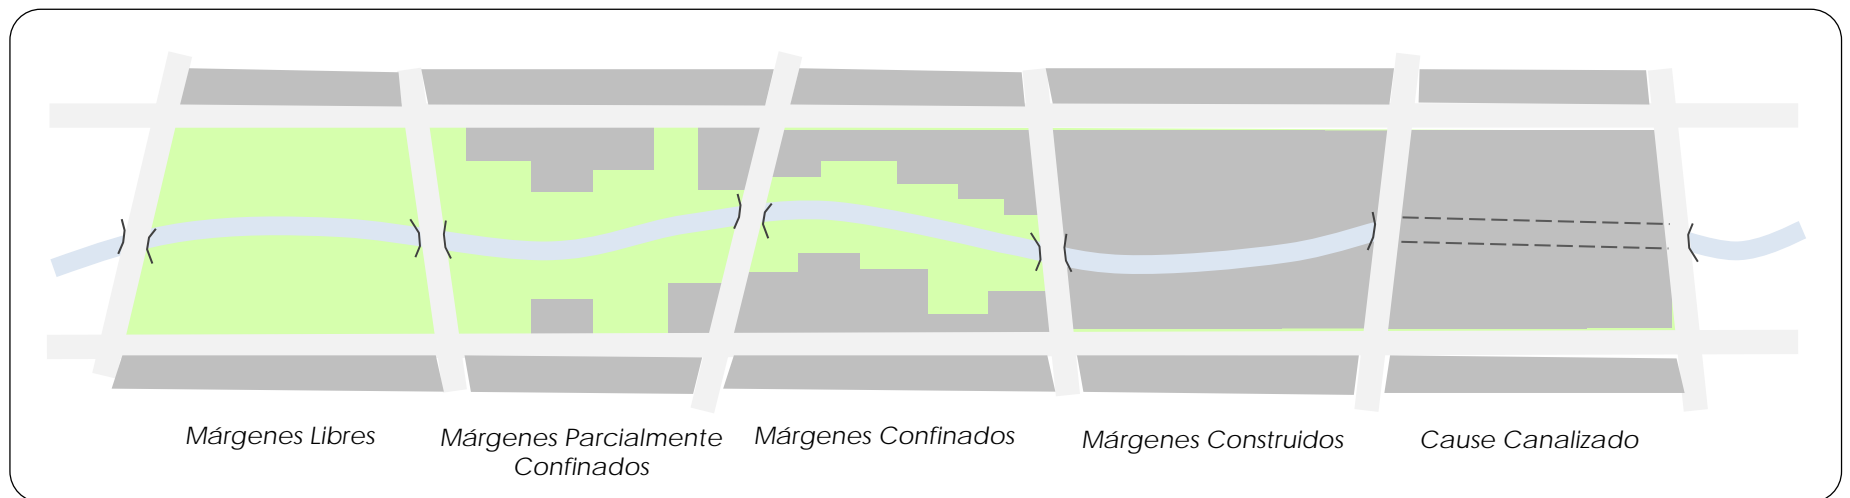 Márgenes Libres
Márgenes Parcialmente
Confinados
Márgenes Confinados
Márgenes Construidos
Cause Canalizado